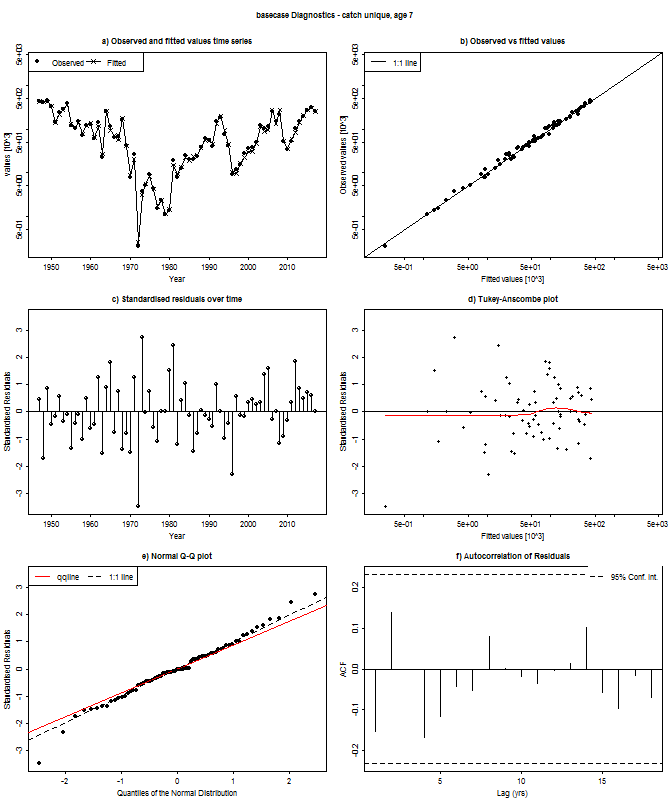 basecase Diagnostics - catch unique, age 7
a) Observed and fitted values time series
Observed Fitted
values [10^3]
5e-01 5e+00 5e+01 5e+02 5e+03
1950 1960 1970 1980 1990 2000 2010
Year
b) Observed vs fitted values
1:1 line
Observed values [10^3]
5e-01 5e+00 5e+01 5e+02 5e+03
5e-01 5e+00 5e+01 5e+02 5e+03
Fitted values [10^3]
c) Standardised residuals over time
Standardised Residuals
-3 -2 -1 0 1 2 3
1950 1960 1970 1980 1990 2000 2010
Year
d) Tukey-Anscombe plot
Standardised Residuals
-3 -2 -1 0 1 2 3
5e-01 5e+00 5e+01 5e+02 5e+03
Fitted values [10^3]
e) Normal Q-Q plot
qqline 1:1 line
Standardised Residuals
-3 -2 -1 0 1 2 3
-2 -1 0 1 2
Quantiles of the Normal Distribution
f) Autocorrelation of Residuals
95% Conf. Int.
ACF
-0.2 -0.1 0.0 0.1 0.2
5 10 15
Lag (yrs)